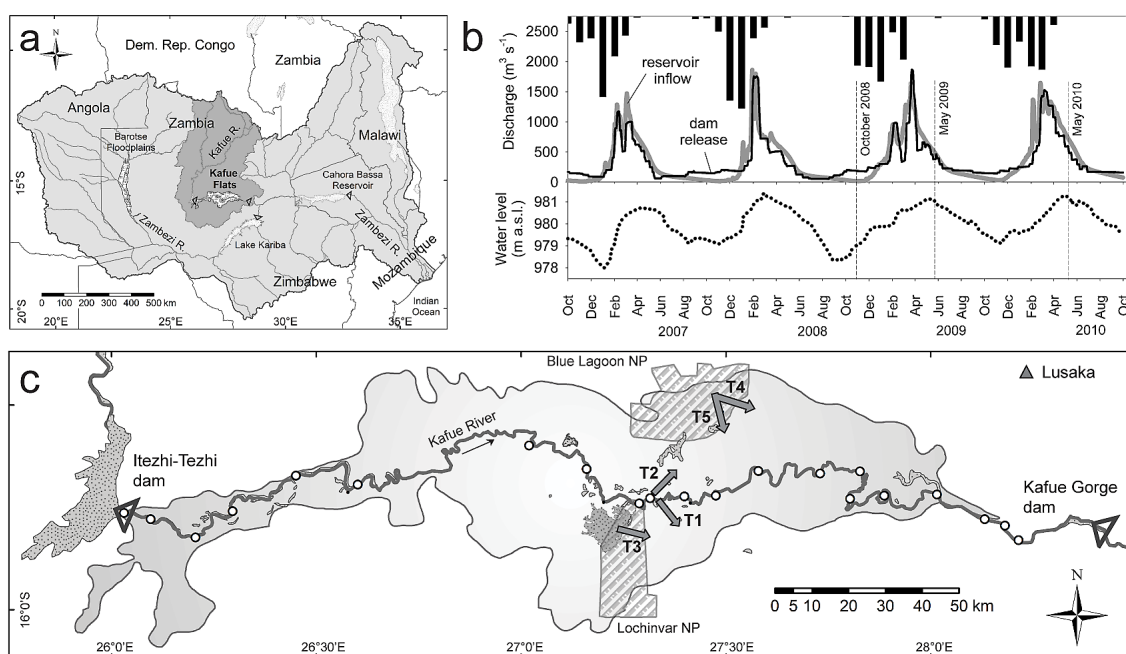 a
Dem. Rep. Congo
Zambia
Angola
Zambia
Malawi
Kafue R.
Barotse
Floodplains
Kafue
Flats
Cahora Bassa
Reservoir
Zambezi R.
Zambezi R.
Lake Kariba
Mozambique
Zimbabwe
Indian
Ocean
N
0 100 200 300 400 500 km
15°S
20°S
20°E 25°E 30°E 35°E
b
Discharge (m³ s⁻¹)
2500
2000
1500
1000
500
0
reservoir
inflow
dam
release
October 2008
May 2009
May 2010
Water level
(m a.s.l.)
981
980
979
978
Oct Dec Feb Apr Jun Aug Oct Dec Feb Apr Jun Aug Oct Dec Feb Apr Jun Aug Oct Dec Feb Apr Jun Aug Oct
2007 2008 2009 2010
c
Blue Lagoon NP
Lusaka
T4
T5
Kafue River
Itezhi-Tezhi
dam
T2
T1
T3
Kafue Gorge
dam
Lochinvar NP
0 5 10 20 30 40 50 km
N
16°0'S
26°0'E 26°30'E 27°0'E 27°30'E 28°0'E